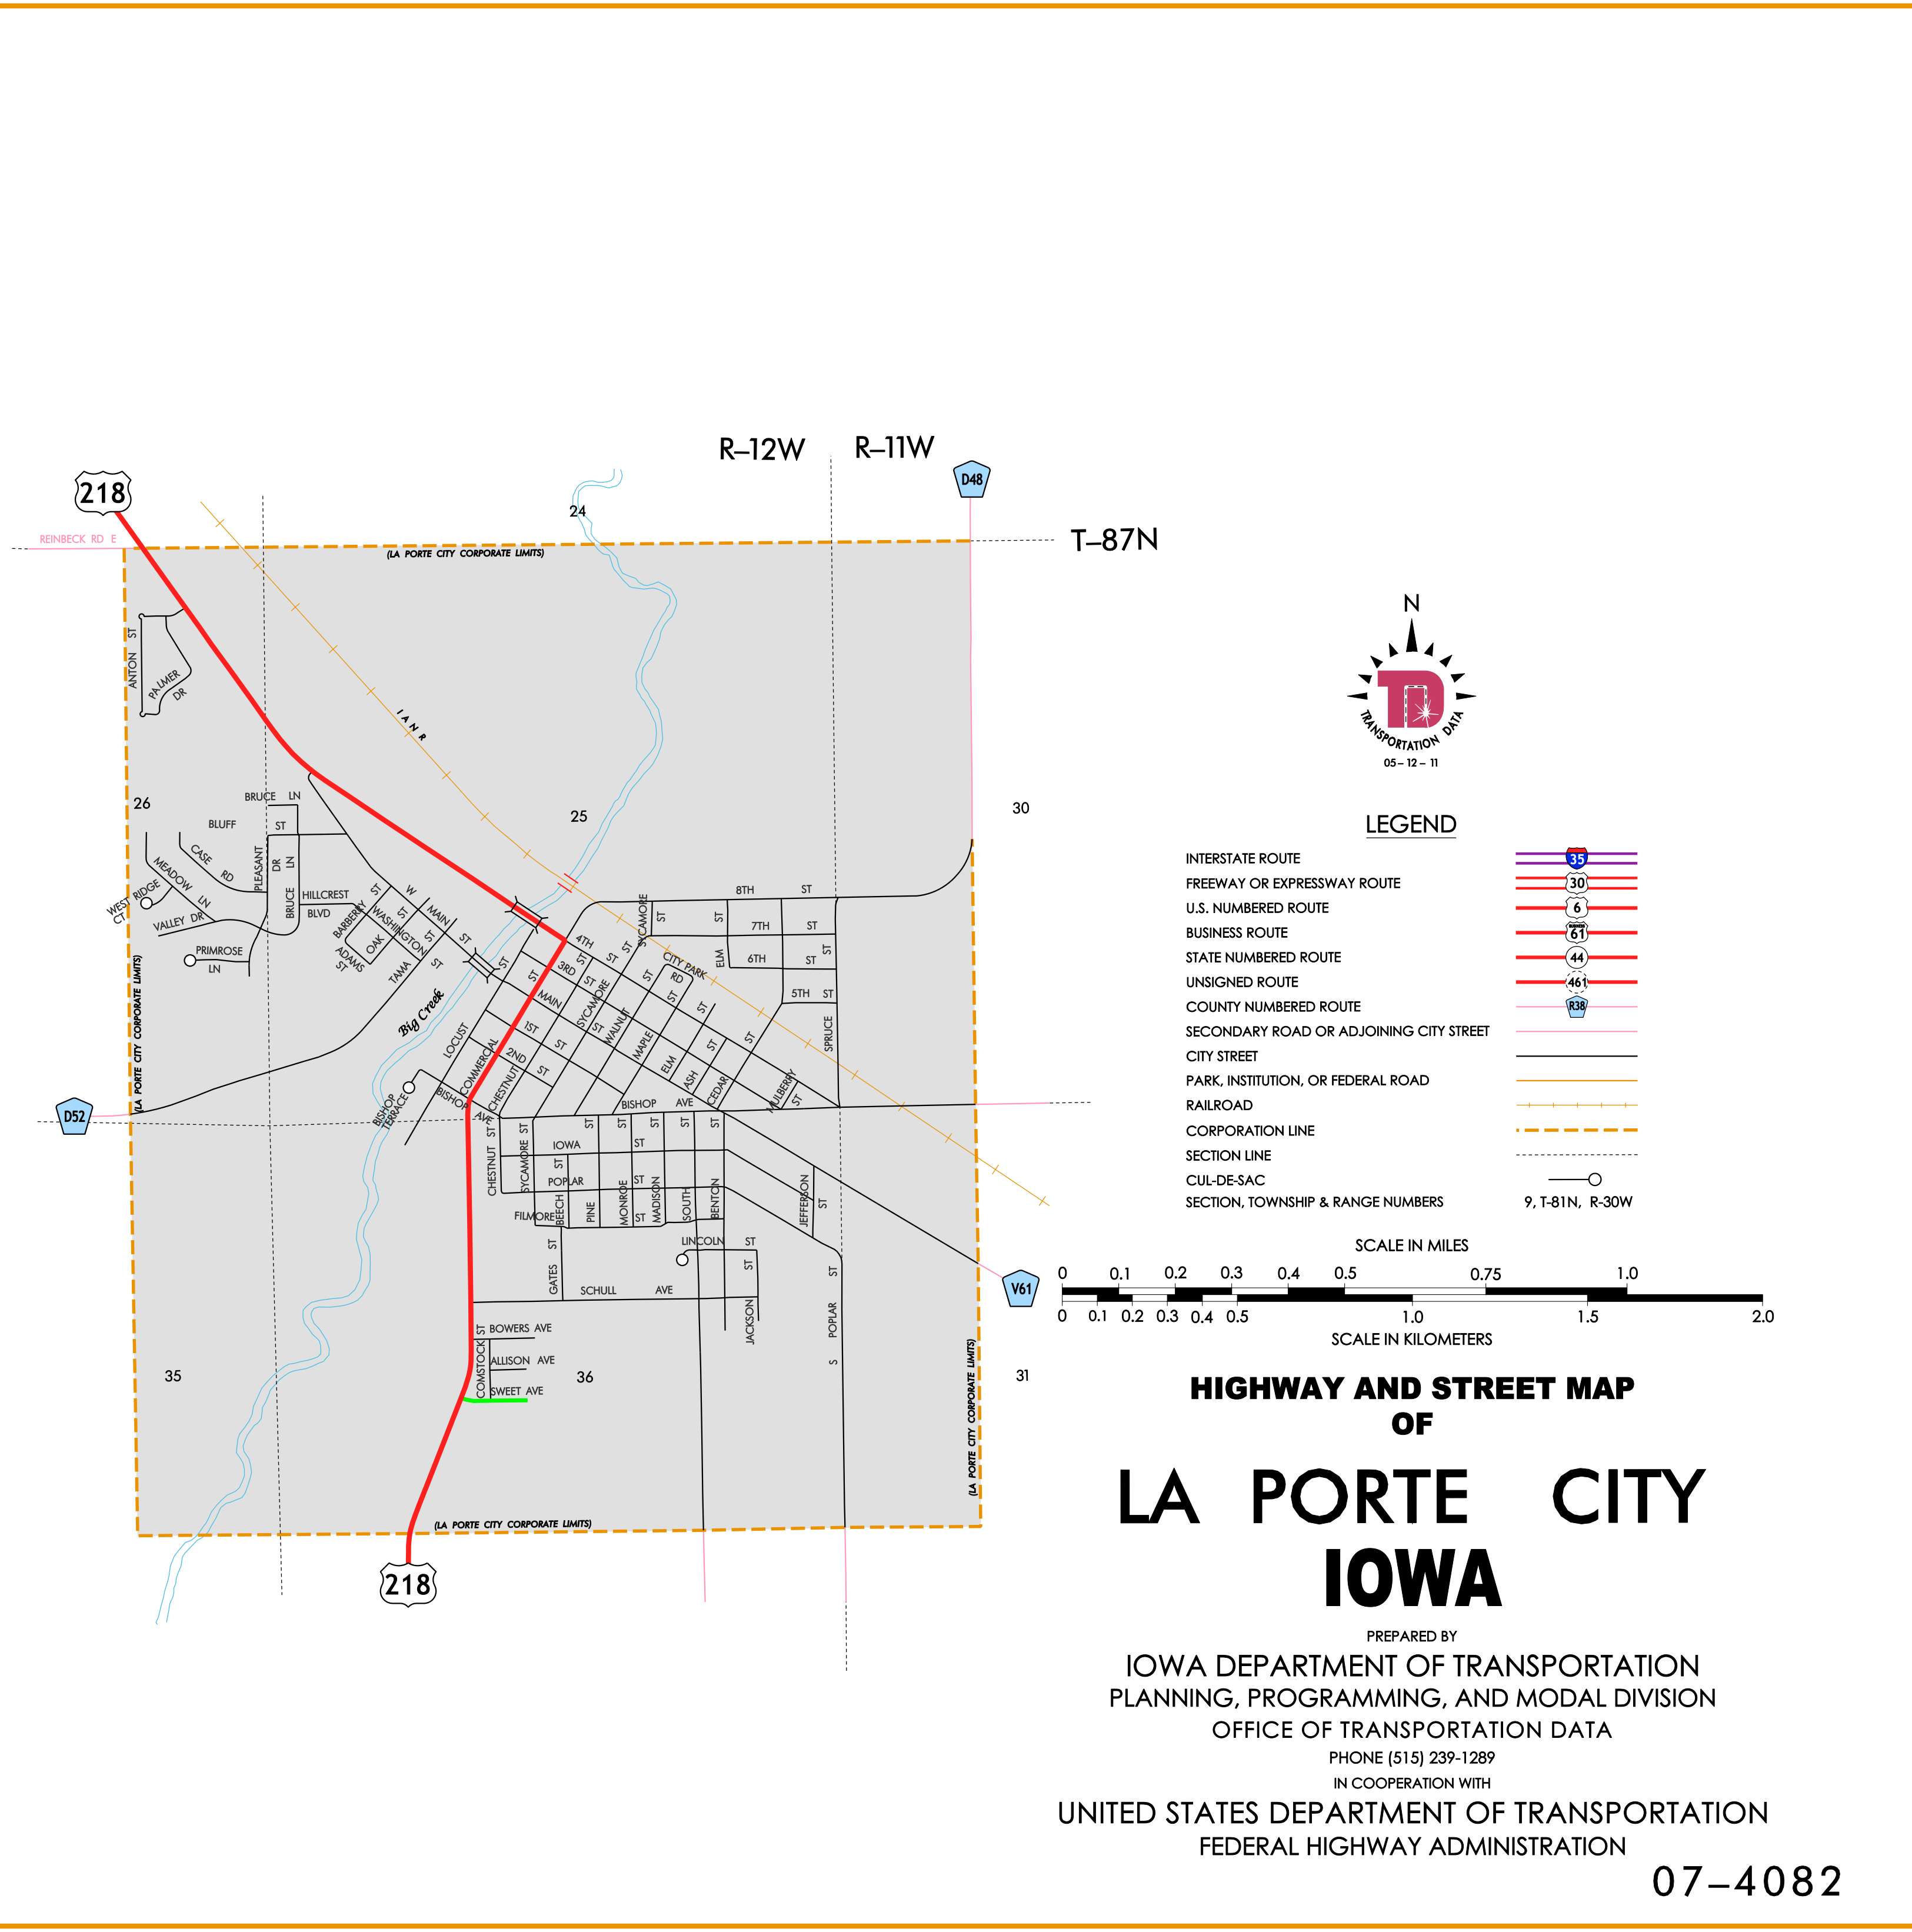 R–12W
R–11W
218
D48
24
REINBECK RD E
(LA PORTE CITY CORPORATE LIMITS)
T–87N
ANTON ST
PALMER
DR
IANR
26
25
30
BRUCE LN
BLUFF ST
CASE RD
PLEASANT
DR
BRUCE LN
MEADOW LN
WEST RIDGE
CT
VALLEY DR
HILLCREST
BLVD
PRIMROSE
LN
BARBERRY ST
W MAIN ST
WASHINGTON ST
OAK ST
ADAMS
ST
TAMA ST
Big Creek
8TH ST
7TH ST
6TH ST
5TH ST
SYCAMORE ST
ELM ST
SPRUCE ST
4TH ST
3RD ST
CITY PARK
RD
MAIN ST
1ST ST
2ND ST
SYCAMORE ST
WALNUT ST
MAPLE ST
ELM ST
ASH ST
CEDAR ST
MULBERRY
ST
LOCUST ST
COMMERCIAL ST
CHESTNUT ST
BISHOP AVE
BISHOP
TERRACE
BISHOP AVE
D52
(LA PORTE CITY CORPORATE LIMITS)
CHESTNUT ST
SYCAMORE ST
IOWA ST
POPLAR ST
FILMORE ST
BEECH ST
PINE ST
MONROE ST
MADISON ST
SOUTH ST
BENTON ST
JEFFERSON
ST
LINCOLN ST
GATES ST
SCHULL AVE
JACKSON ST
S POPLAR ST
V61
COMSTOCK ST
BOWERS AVE
ALLISON AVE
SWEET AVE
35
36
31
(LA PORTE CITY CORPORATE LIMITS)
(LA PORTE CITY CORPORATE LIMITS)
218
N
TRANSPORTATION DATA
05–12–11
LEGEND
INTERSTATE ROUTE 35
FREEWAY OR EXPRESSWAY ROUTE 30
U.S. NUMBERED ROUTE 6
BUSINESS ROUTE BUSINESS 61
STATE NUMBERED ROUTE 44
UNSIGNED ROUTE 461
COUNTY NUMBERED ROUTE R38
SECONDARY ROAD OR ADJOINING CITY STREET
CITY STREET
PARK, INSTITUTION, OR FEDERAL ROAD
RAILROAD
CORPORATION LINE
SECTION LINE
CUL-DE-SAC
SECTION, TOWNSHIP & RANGE NUMBERS 9, T-81N, R-30W
SCALE IN MILES
0 0.1 0.2 0.3 0.4 0.5 0.75 1.0
0 0.1 0.2 0.3 0.4 0.5 1.0 1.5 2.0
SCALE IN KILOMETERS
HIGHWAY AND STREET MAP
OF
LA PORTE CITY
IOWA
PREPARED BY
IOWA DEPARTMENT OF TRANSPORTATION
PLANNING, PROGRAMMING, AND MODAL DIVISION
OFFICE OF TRANSPORTATION DATA
PHONE (515) 239-1289
IN COOPERATION WITH
UNITED STATES DEPARTMENT OF TRANSPORTATION
FEDERAL HIGHWAY ADMINISTRATION
07–4082